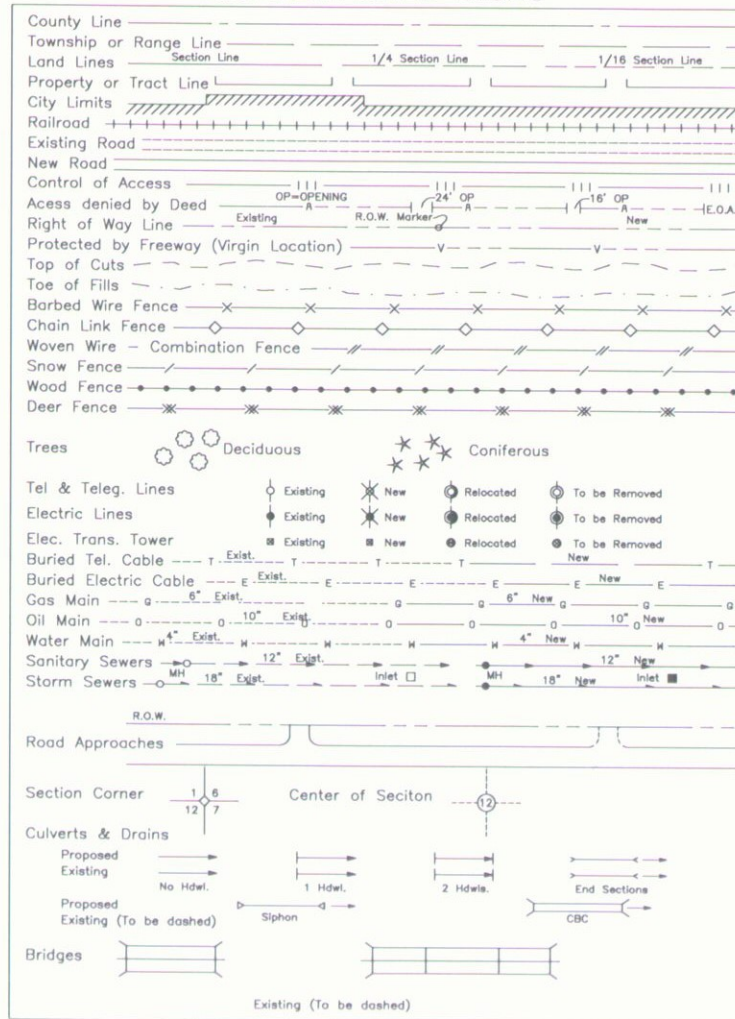 County Line
Township or Range Line
Land Lines Section Line 1/4 Section Line 1/16 Section Line
Property or Tract Line
City Limits
Railroad
Existing Road
New Road
Control of Access
OP=OPENING 24' OP 16' OP
Acess denied by Deed A A A E.O.A.
Right of Way Line Existing R.O.W. Marker New
Protected by Freeway (Virgin Location) V V
Top of Cuts
Toe of Fills
Barbed Wire Fence
Chain Link Fence
Woven Wire – Combination Fence
Snow Fence
Wood Fence
Deer Fence
Trees Deciduous Coniferous
Tel & Teleg. Lines Existing New Relocated To be Removed
Electric Lines Existing New Relocated To be Removed
Elec. Trans. Tower Existing New Relocated To be Removed
Buried Tel. Cable T Exist. T T T New T
Buried Electric Cable E Exist. E E E E New E
Gas Main G 6" Exist. G G 6" New G G
Oil Main O O 10" Exist. O O O O 10" New O
Water Main W 4" Exist. W W W 4" New W W
Sanitary Sewers 12" Exist. 12" New
Storm Sewers MH 18" Exist. Inlet MH 18" New Inlet
R.O.W.
Road Approaches
Section Corner 1 6 Center of Seciton 12
12 7
Culverts & Drains
Proposed
Existing
No Hdwl. 1 Hdwl. 2 Hdwls. End Sections
Proposed
Existing (To be dashed) Siphon CBC
Bridges
Existing (To be dashed)